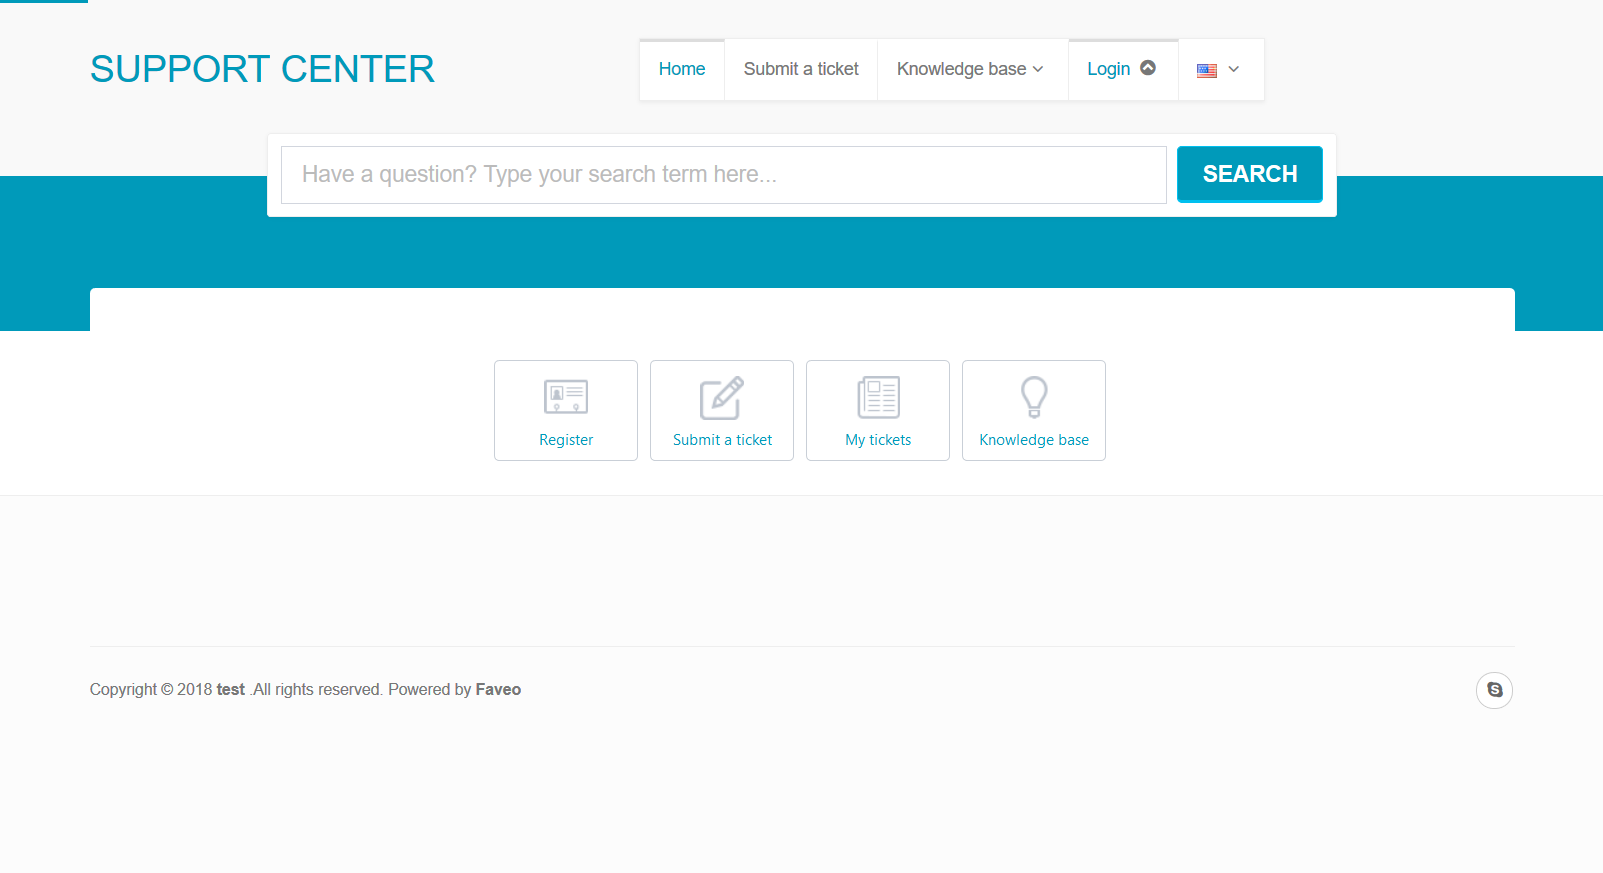 SUPPORT CENTER
Home Submit a ticket Knowledge base Login
Have a question? Type your search term here... SEARCH
Register Submit a ticket My tickets Knowledge base
Copyright © 2018 test .All rights reserved. Powered by Faveo